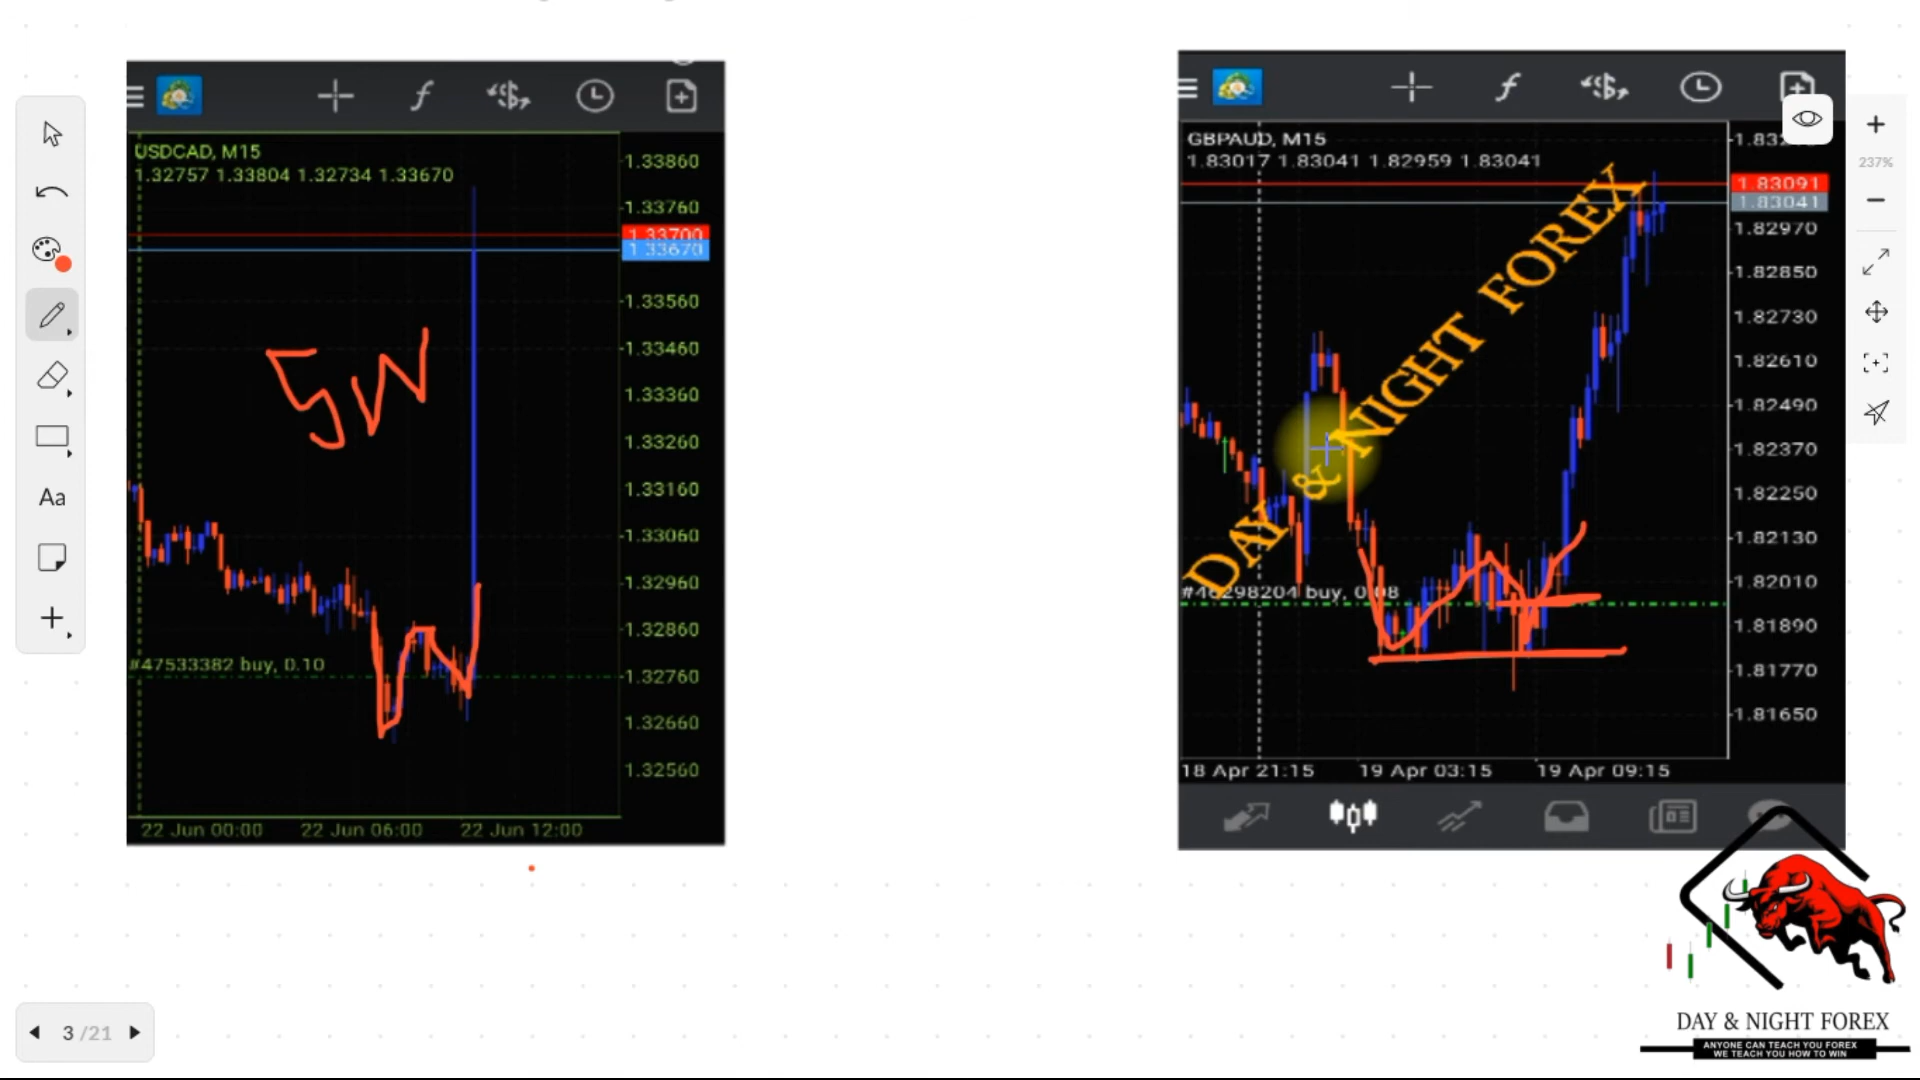 USDCAD, M15
1.32757 1.33804 1.32734 1.33670
1.33860
1.33760
1.33700
1.33670
1.33560
1.33460
1.33360
1.33260
1.33160
1.33060
1.32960
1.32860
1.32760
1.32660
1.32560
#47533382 buy, 0.10
22 Jun 00:00 22 Jun 06:00 22 Jun 12:00
GBPAUD, M15
1.83017 1.83041 1.82959 1.83041
1.83091
1.83041
1.82970
1.82850
1.82730
1.82610
1.82490
1.82370
1.82250
1.82130
1.82010
1.81890
1.81770
1.81650
DAY & NIGHT FOREX
#46298204 buy, 0.08
18 Apr 21:15 19 Apr 03:15 19 Apr 09:15
Aa
237%
3 /21
DAY & NIGHT FOREX
ANYONE CAN TEACH YOU FOREX
WE TEACH YOU HOW TO WIN